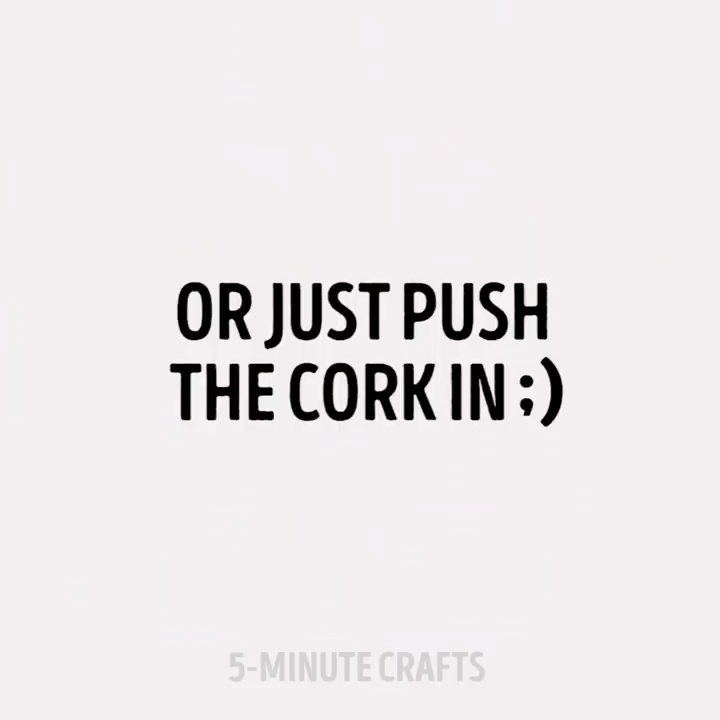 OR JUST PUSH
THE CORK IN ;)
5-MINUTE CRAFTS